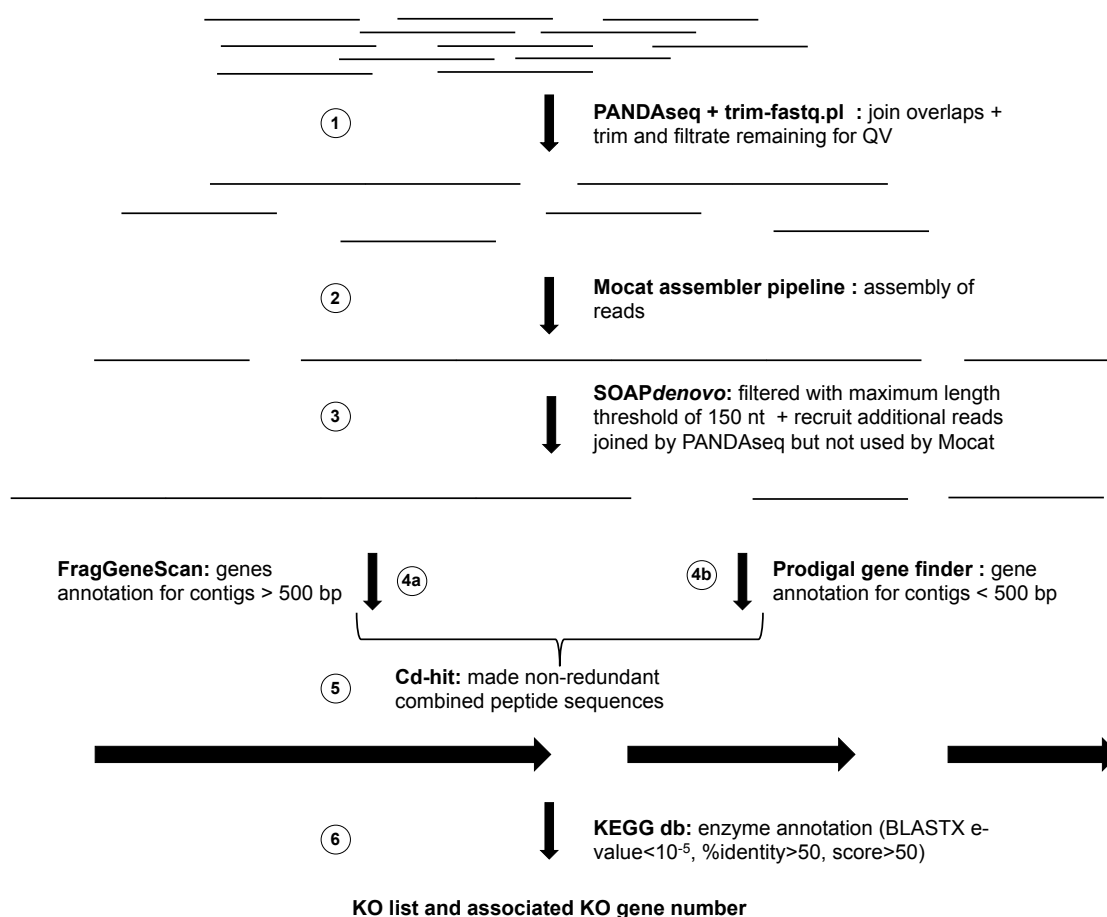 1
PANDAseq + trim-fastq.pl : join overlaps +
trim and filtrate remaining for QV
2
Mocat assembler pipeline : assembly of
reads
3
SOAPdenovo: filtered with maximum length
threshold of 150 nt + recruit additional reads
joined by PANDAseq but not used by Mocat
FragGeneScan: genes
annotation for contigs > 500 bp
4a
4b
Prodigal gene finder : gene
annotation for contigs < 500 bp
5
Cd-hit: made non-redundant
combined peptide sequences
6
KEGG db: enzyme annotation (BLASTX e-
value<10⁻⁵, %identity>50, score>50)
KO list and associated KO gene number